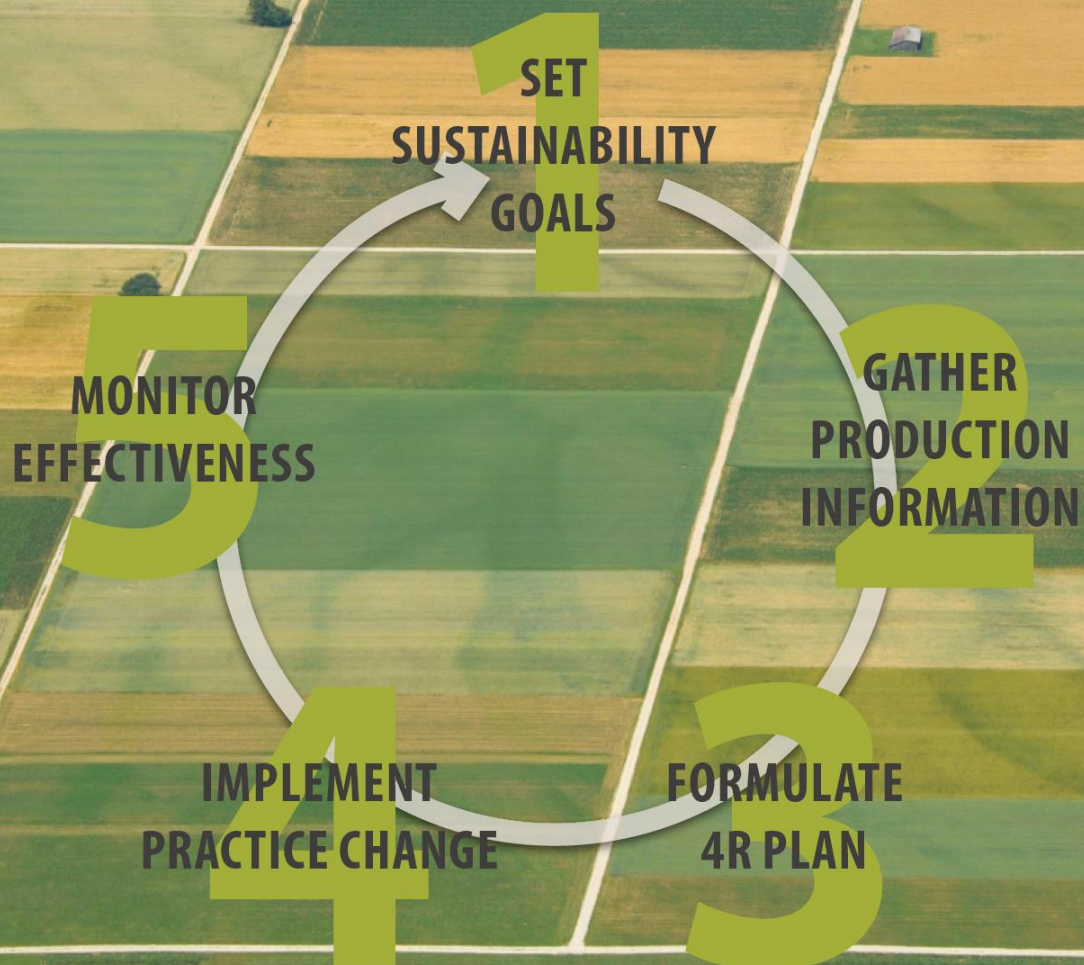 1
SET
SUSTAINABILITY
GOALS
2
GATHER
PRODUCTION
INFORMATION
3
FORMULATE
4R PLAN
4
IMPLEMENT
PRACTICE CHANGE
5
MONITOR
EFFECTIVENESS